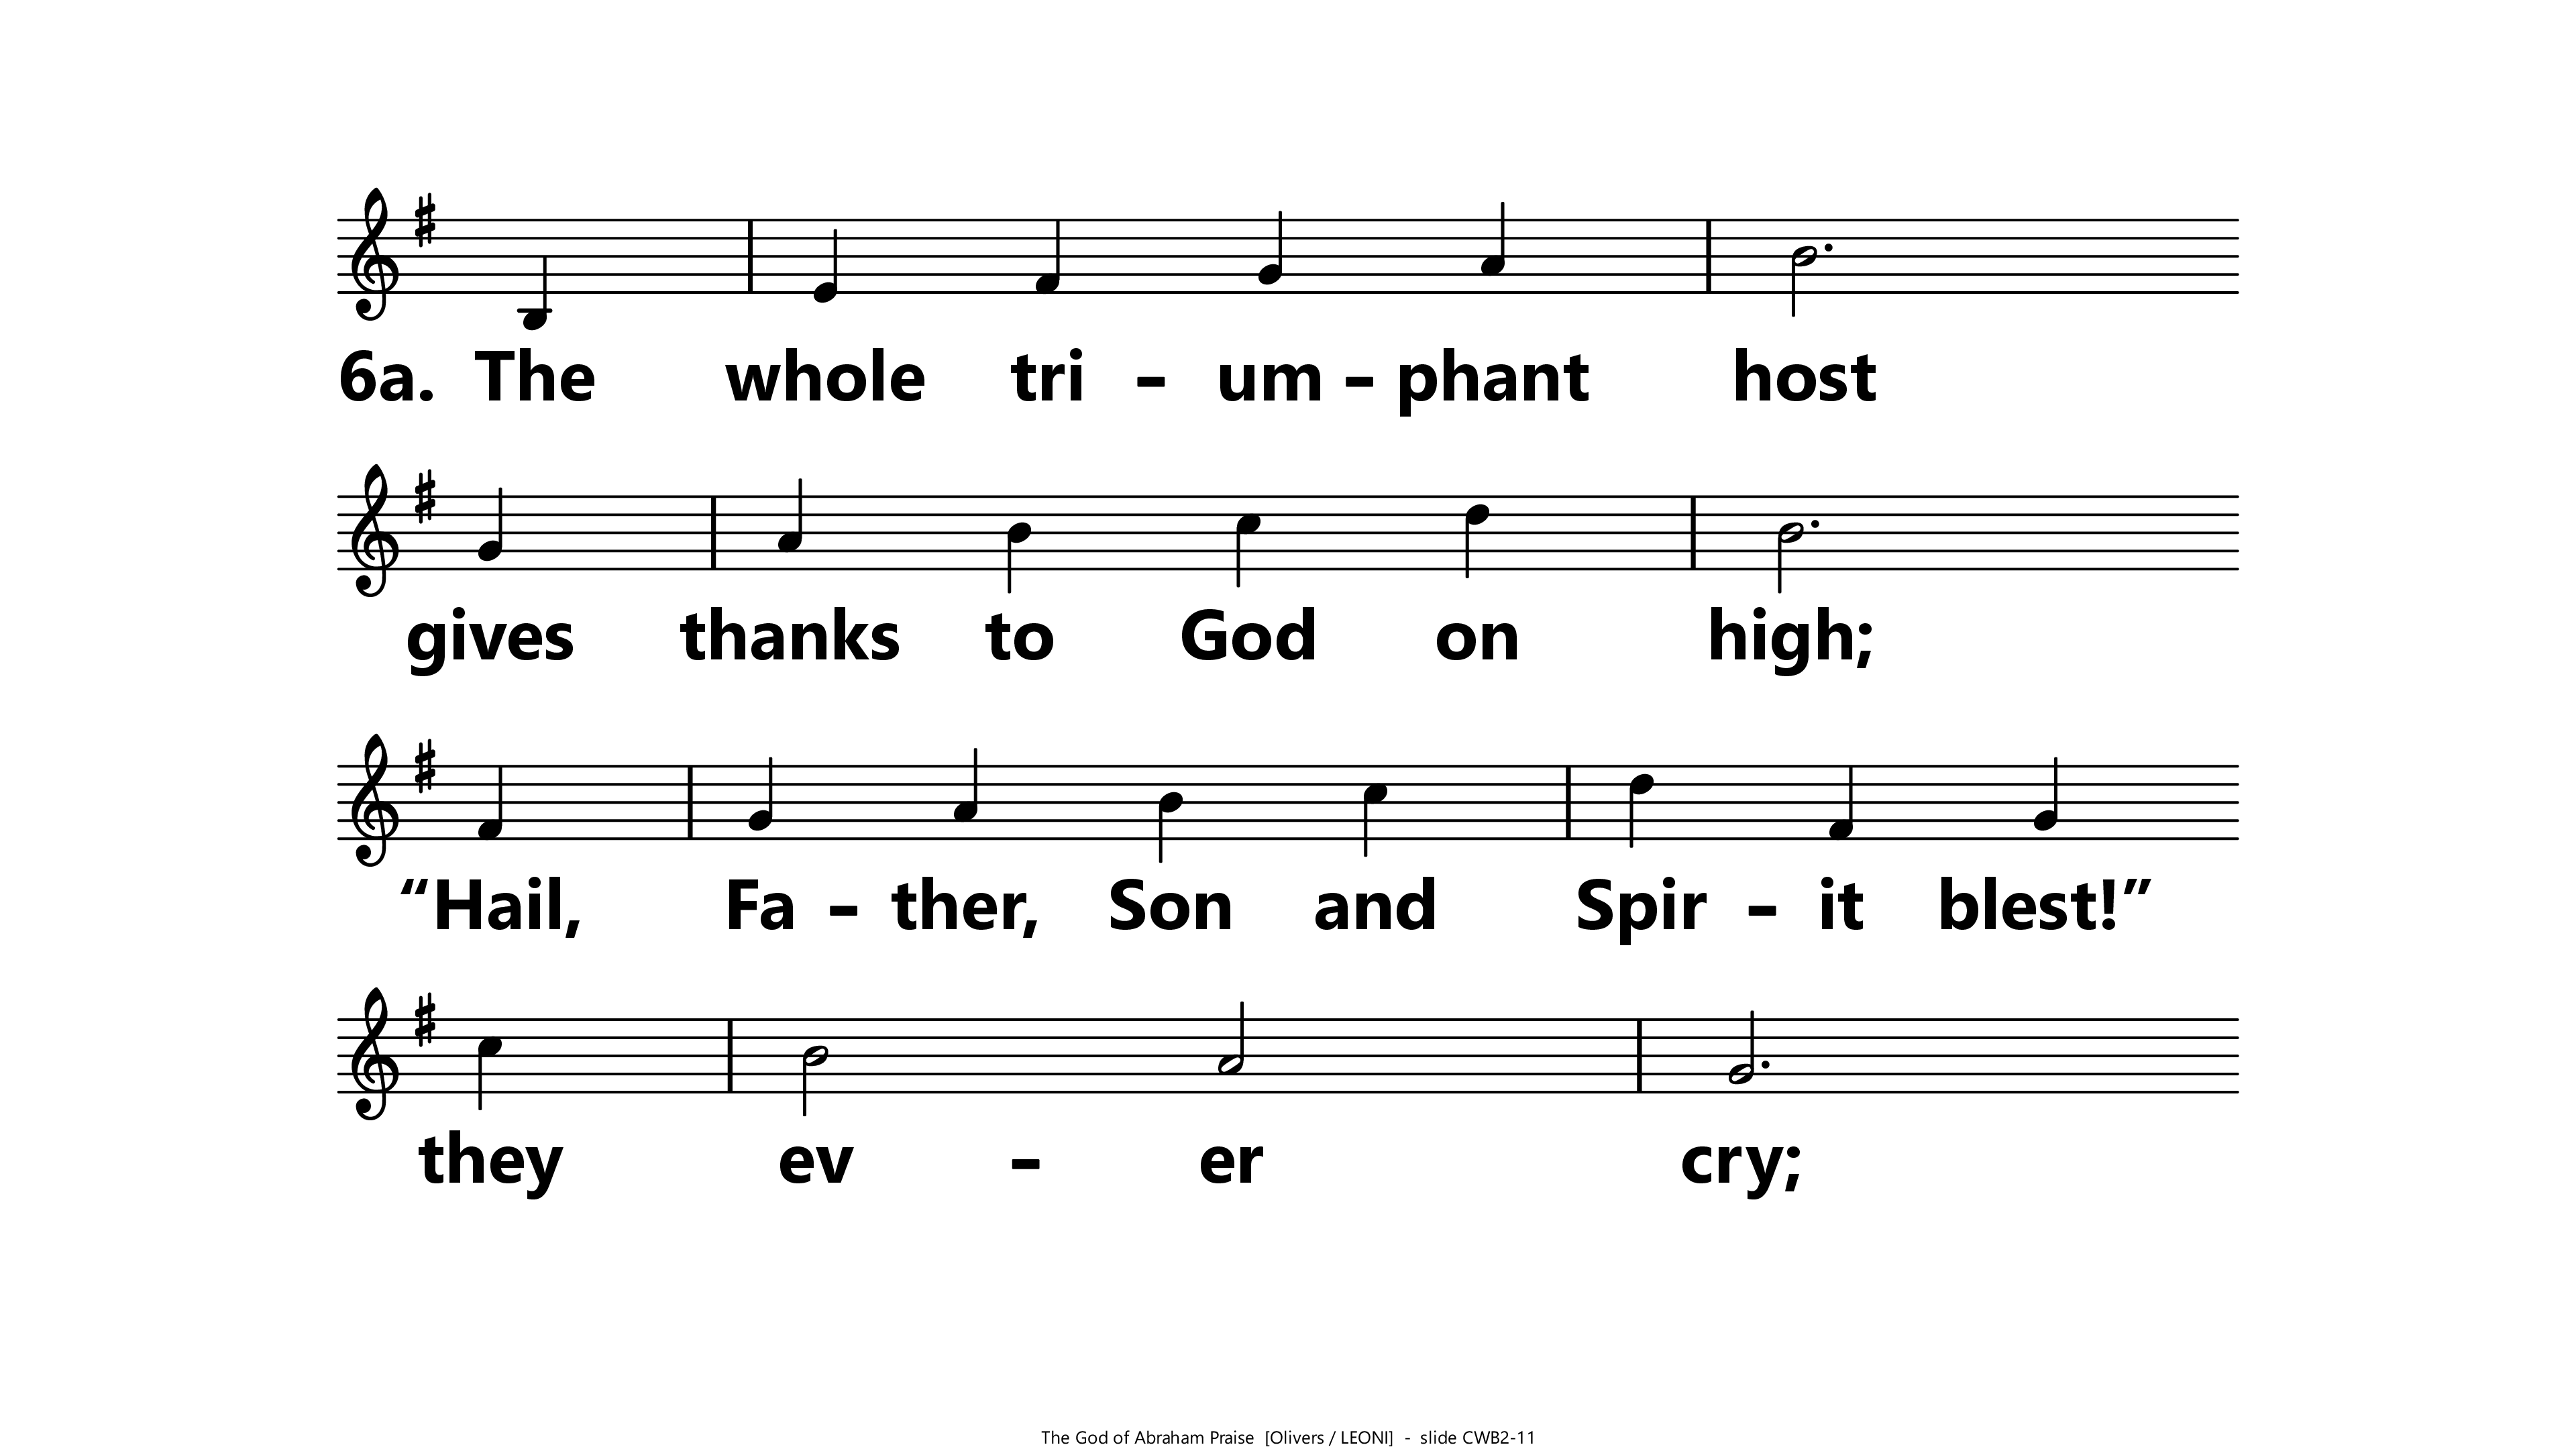 6a. The whole tri - um - phant host
gives thanks to God on high;
“Hail, Fa - ther, Son and Spir - it blest!”
they ev - er cry;
The God of Abraham Praise [Olivers / LEONI] - slide CWB2-11